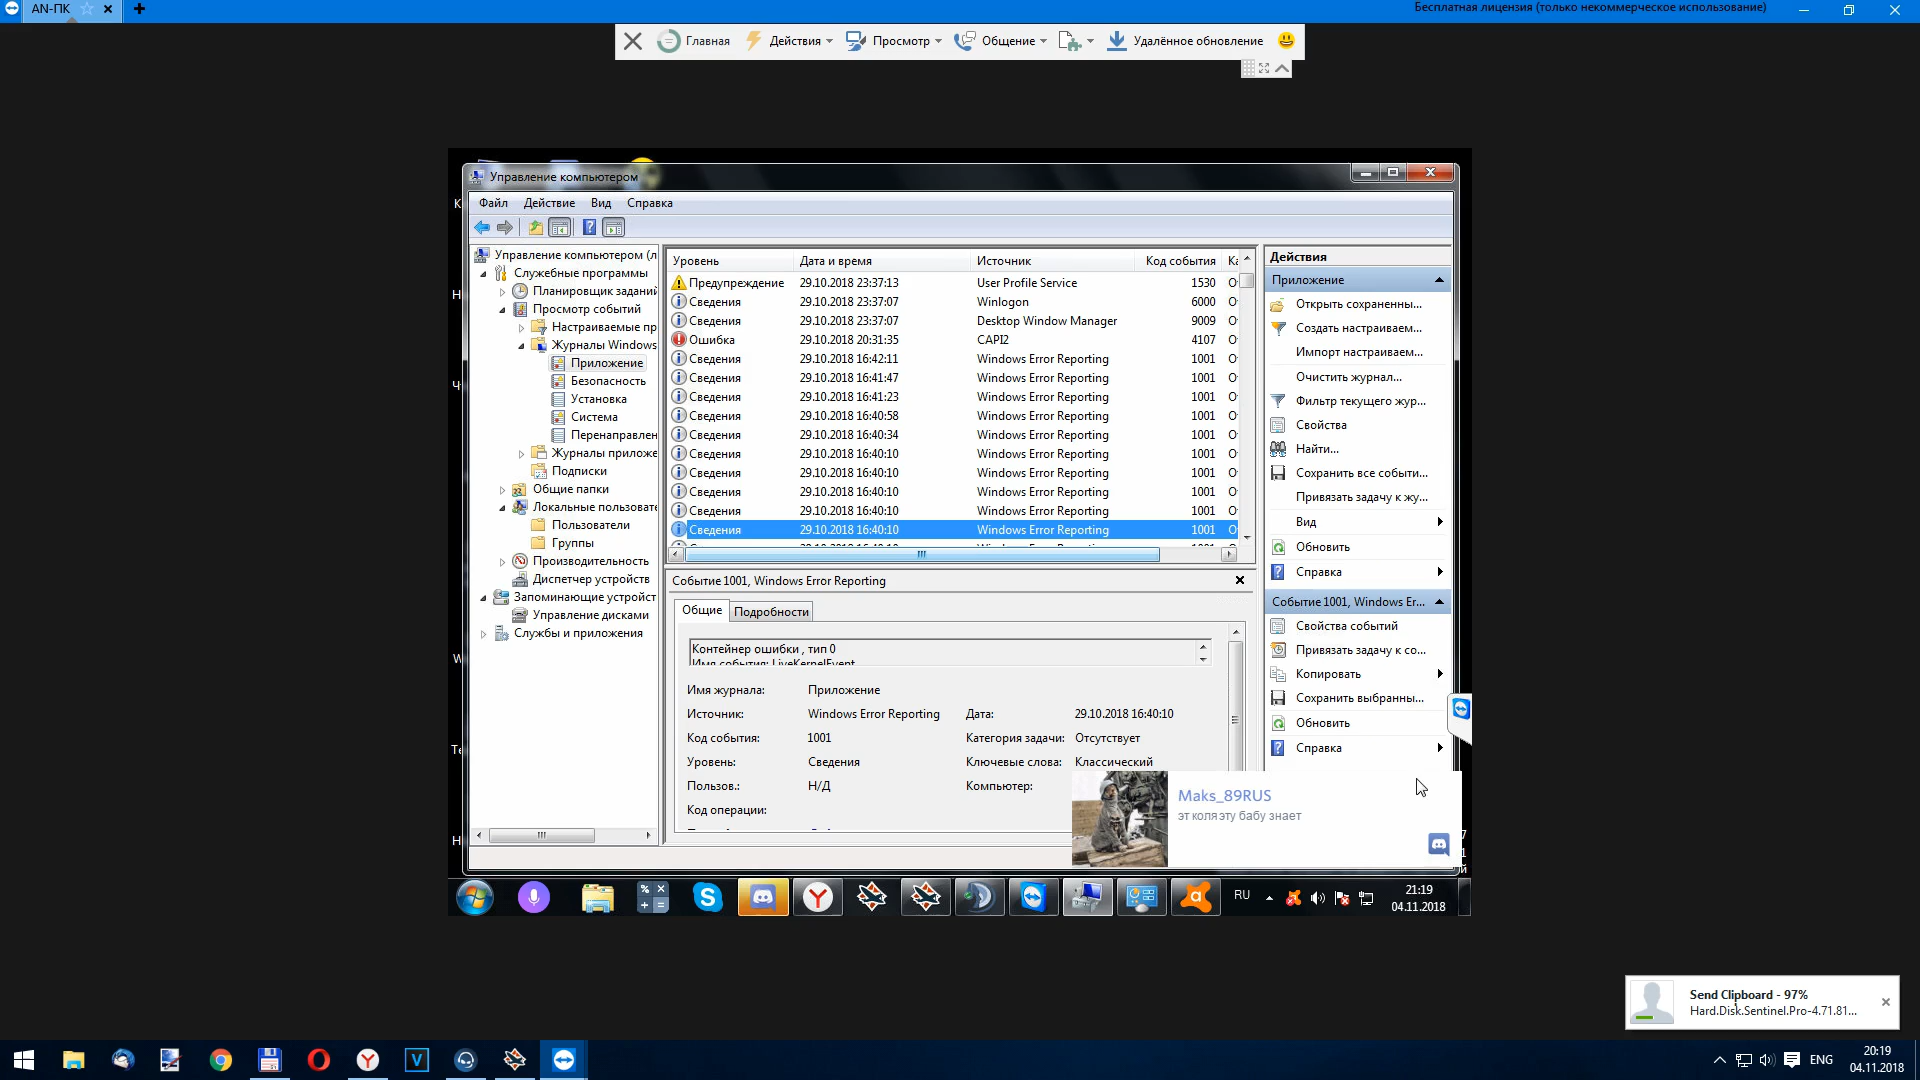 AN-ПК
Бесплатная лицензия (только некоммерческое использование)
Главная
Действия
Просмотр
Общение
Удалённое обновление
Управление компьютером
Файл
Действие
Вид
Справка
Управление компьютером (л
Служебные программы
Планировщик заданий
Просмотр событий
Настраиваемые пр
Журналы Windows
Приложение
Безопасность
Установка
Система
Перенаправлен
Журналы приложе
Подписки
Общие папки
Локальные пользоват
Пользователи
Группы
Производительность
Диспетчер устройств
Запоминающие устройст
Управление дисками
Службы и приложения
Уровень Дата и время Источник Код события Ка
Предупреждение 29.10.2018 23:37:13 User Profile Service 1530 О
Сведения 29.10.2018 23:37:07 Winlogon 6000 О
Сведения 29.10.2018 23:37:07 Desktop Window Manager 9009 О
Ошибка 29.10.2018 20:31:35 CAPI2 4107 О
Сведения 29.10.2018 16:42:11 Windows Error Reporting 1001 О
Сведения 29.10.2018 16:41:47 Windows Error Reporting 1001 О
Сведения 29.10.2018 16:41:23 Windows Error Reporting 1001 О
Сведения 29.10.2018 16:40:58 Windows Error Reporting 1001 О
Сведения 29.10.2018 16:40:34 Windows Error Reporting 1001 О
Сведения 29.10.2018 16:40:10 Windows Error Reporting 1001 О
Сведения 29.10.2018 16:40:10 Windows Error Reporting 1001 О
Сведения 29.10.2018 16:40:10 Windows Error Reporting 1001 О
Сведения 29.10.2018 16:40:10 Windows Error Reporting 1001 О
Сведения 29.10.2018 16:40:10 Windows Error Reporting 1001 О
Событие 1001, Windows Error Reporting
Общие
Подробности
Контейнер ошибки , тип 0
Имя события: LiveKernelEvent
Имя журнала: Приложение
Источник: Windows Error Reporting Дата: 29.10.2018 16:40:10
Код события: 1001 Категория задачи: Отсутствует
Уровень: Сведения Ключевые слова: Классический
Пользов.: Н/Д Компьютер:
Код операции:
Действия
Приложение
Открыть сохраненны...
Создать настраиваем...
Импорт настраиваем...
Очистить журнал...
Фильтр текущего жур...
Свойства
Найти...
Сохранить все событи...
Привязать задачу к жу...
Вид
Обновить
Справка
Событие 1001, Windows Er...
Свойства событий
Привязать задачу к со...
Копировать
Сохранить выбранны...
Обновить
Справка
Maks_89RUS
эт коля эту бабу знает
RU
21:19
04.11.2018
Send Clipboard - 97%
Hard.Disk.Sentinel.Pro-4.71.81...
ENG
20:19
04.11.2018